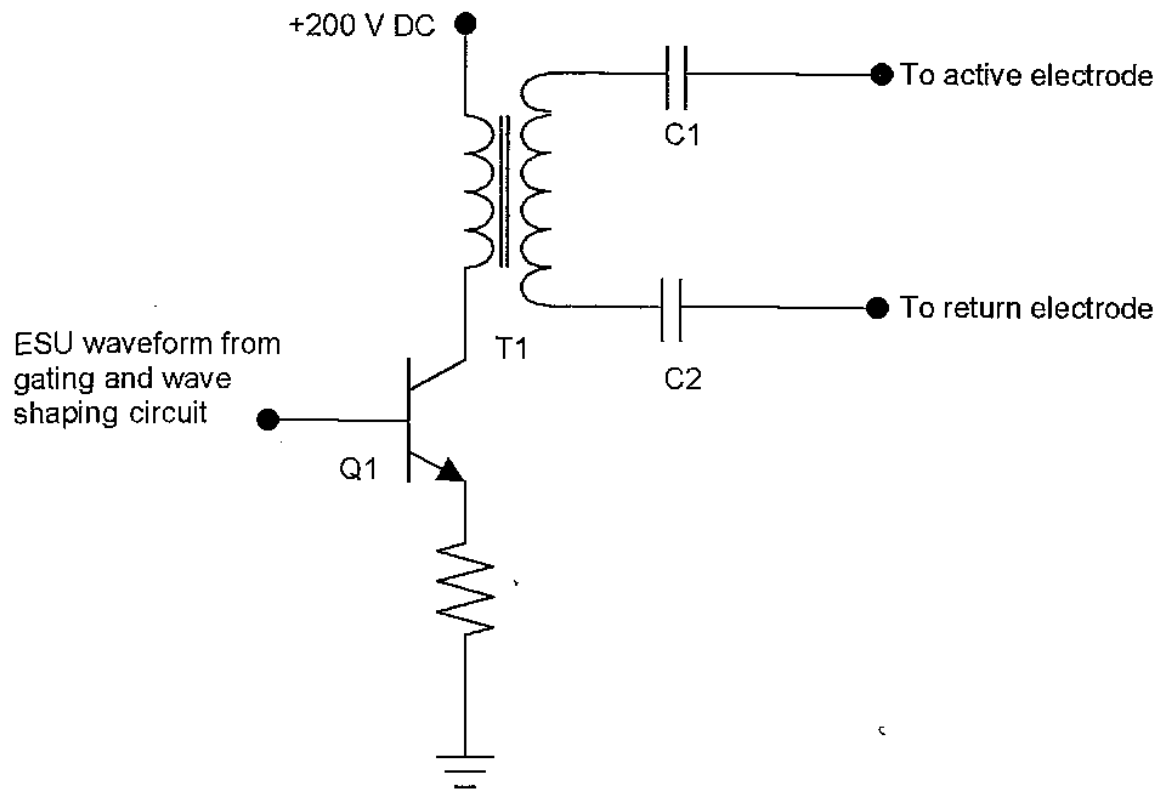 +200 V DC
To active electrode
C1
To return electrode
C2
T1
ESU waveform from
gating and wave
shaping circuit
Q1